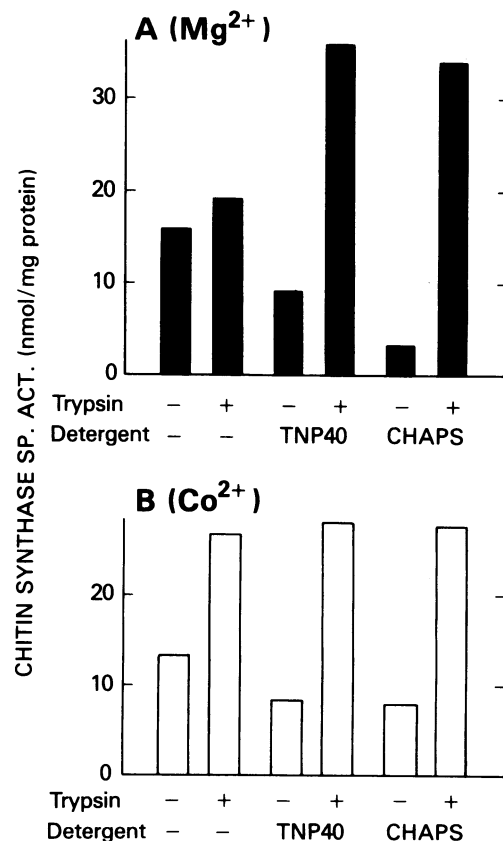 A (Mg2+)
30
20
10
0
Trypsin – + – + – +
Detergent – – TNP40 CHAPS
CHITIN SYNTHASE SP. ACT. (nmol/mg protein)
B (Co2+)
20
10
0
Trypsin – + – + – +
Detergent – – TNP40 CHAPS